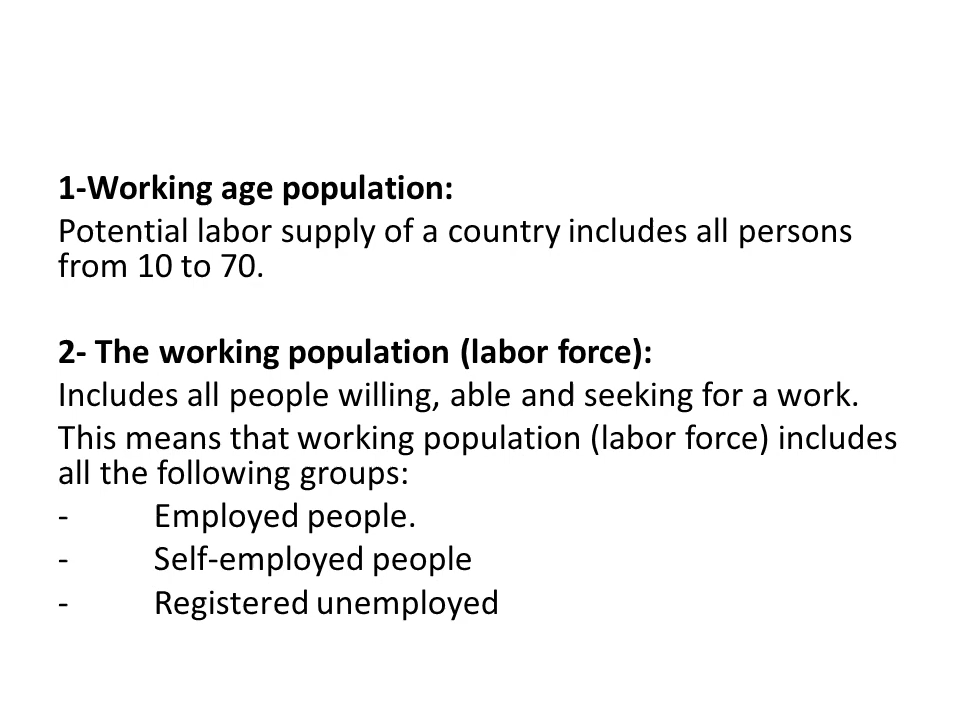 1-Working age population:
Potential labor supply of a country includes all persons
from 10 to 70.
2- The working population (labor force):
Includes all people willing, able and seeking for a work.
This means that working population (labor force) includes
all the following groups:
- Employed people.
- Self-employed people
- Registered unemployed